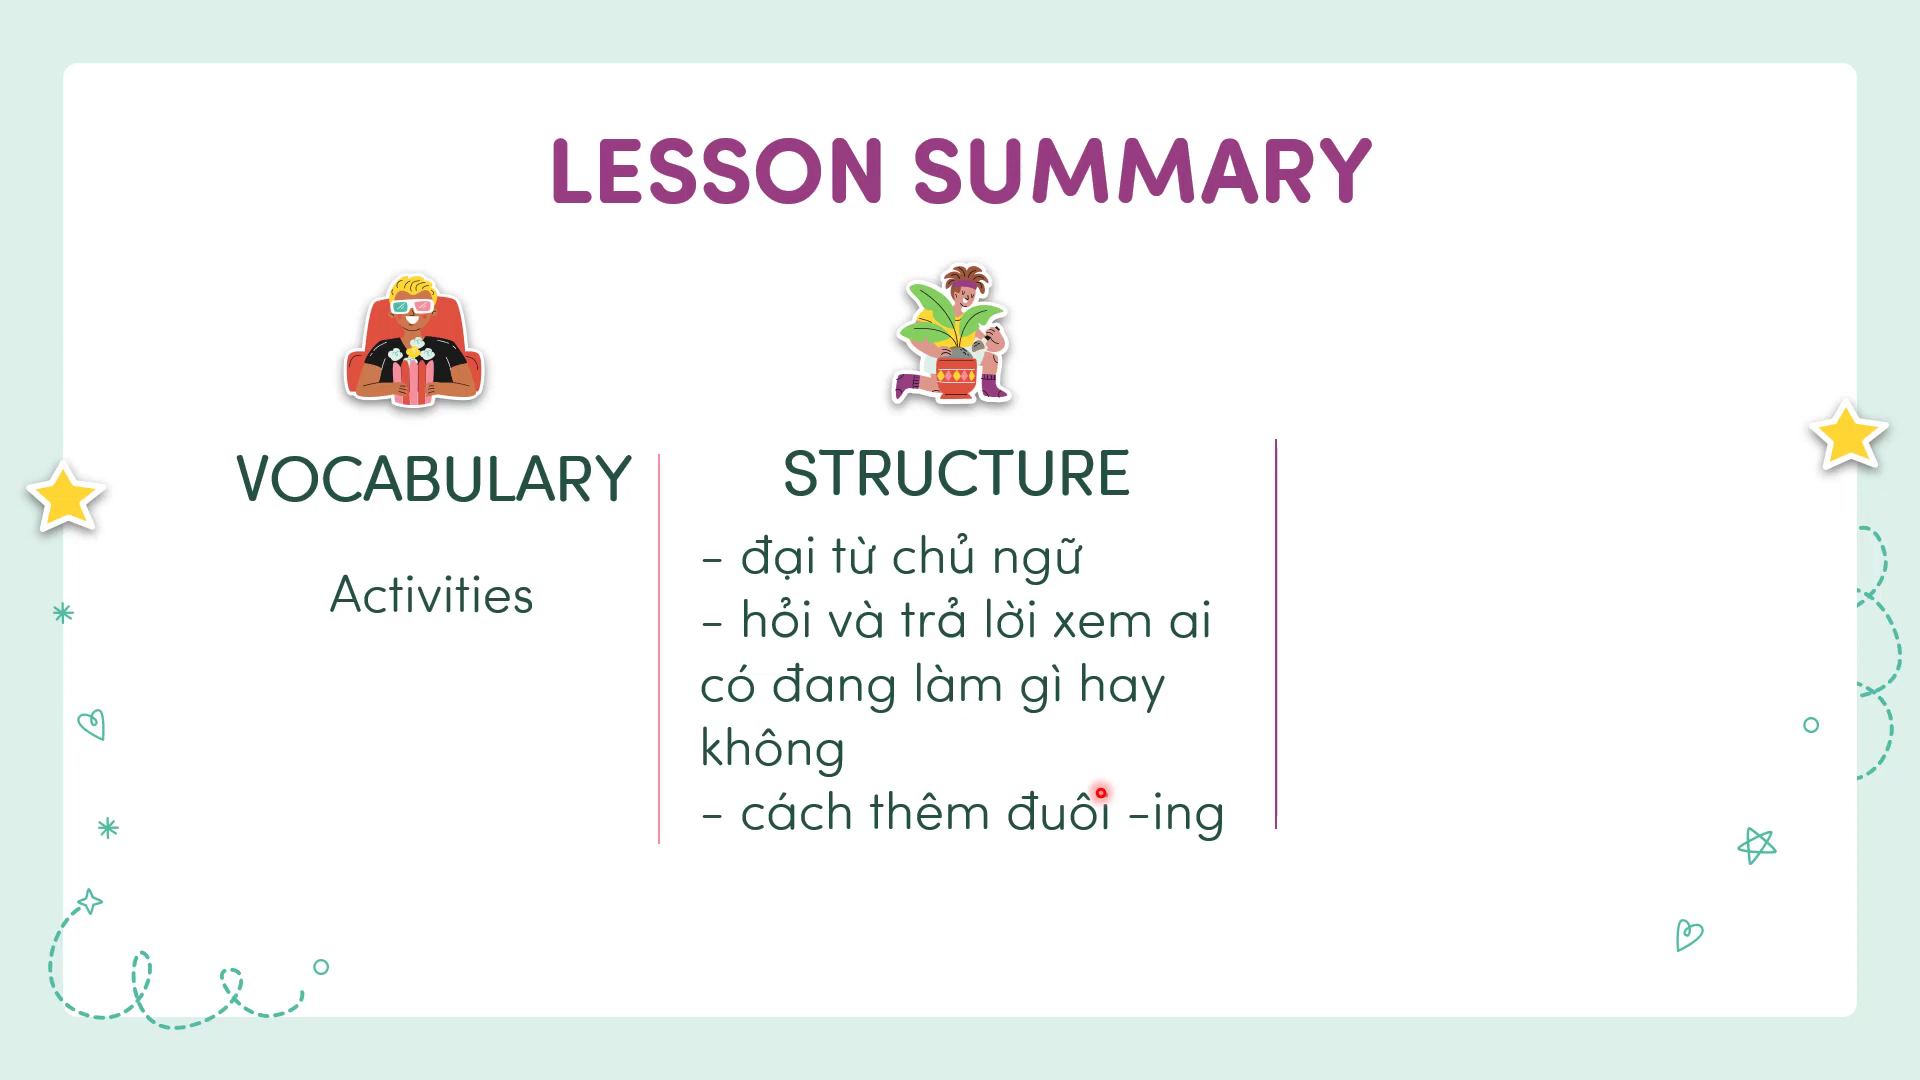 LESSON SUMMARY
VOCABULARY
Activities
STRUCTURE
- đại từ chủ ngữ
- hỏi và trả lời xem ai
có đang làm gì hay
không
- cách thêm đuôi -ing